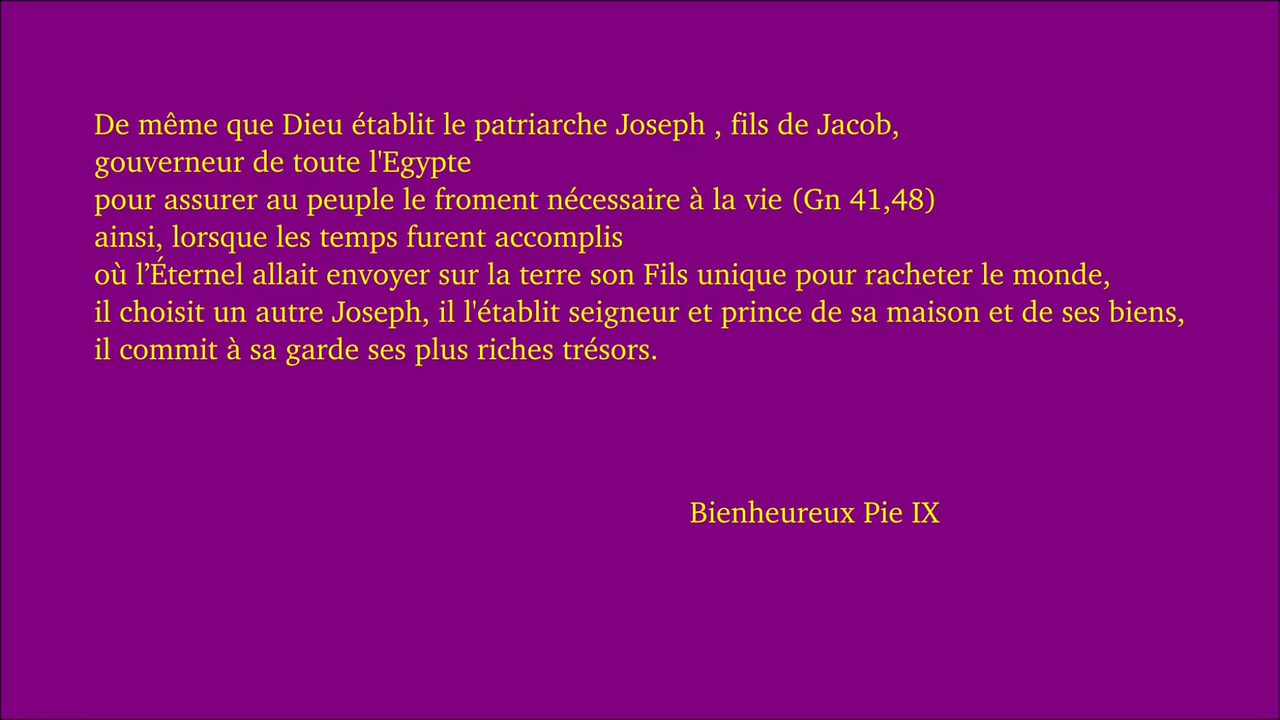 De même que Dieu établit le patriarche Joseph , fils de Jacob,
gouverneur de toute l'Egypte
pour assurer au peuple le froment nécessaire à la vie (Gn 41,48)
ainsi, lorsque les temps furent accomplis
où l’Éternel allait envoyer sur la terre son Fils unique pour racheter le monde,
il choisit un autre Joseph, il l'établit seigneur et prince de sa maison et de ses biens,
il commit à sa garde ses plus riches trésors.
Bienheureux Pie IX